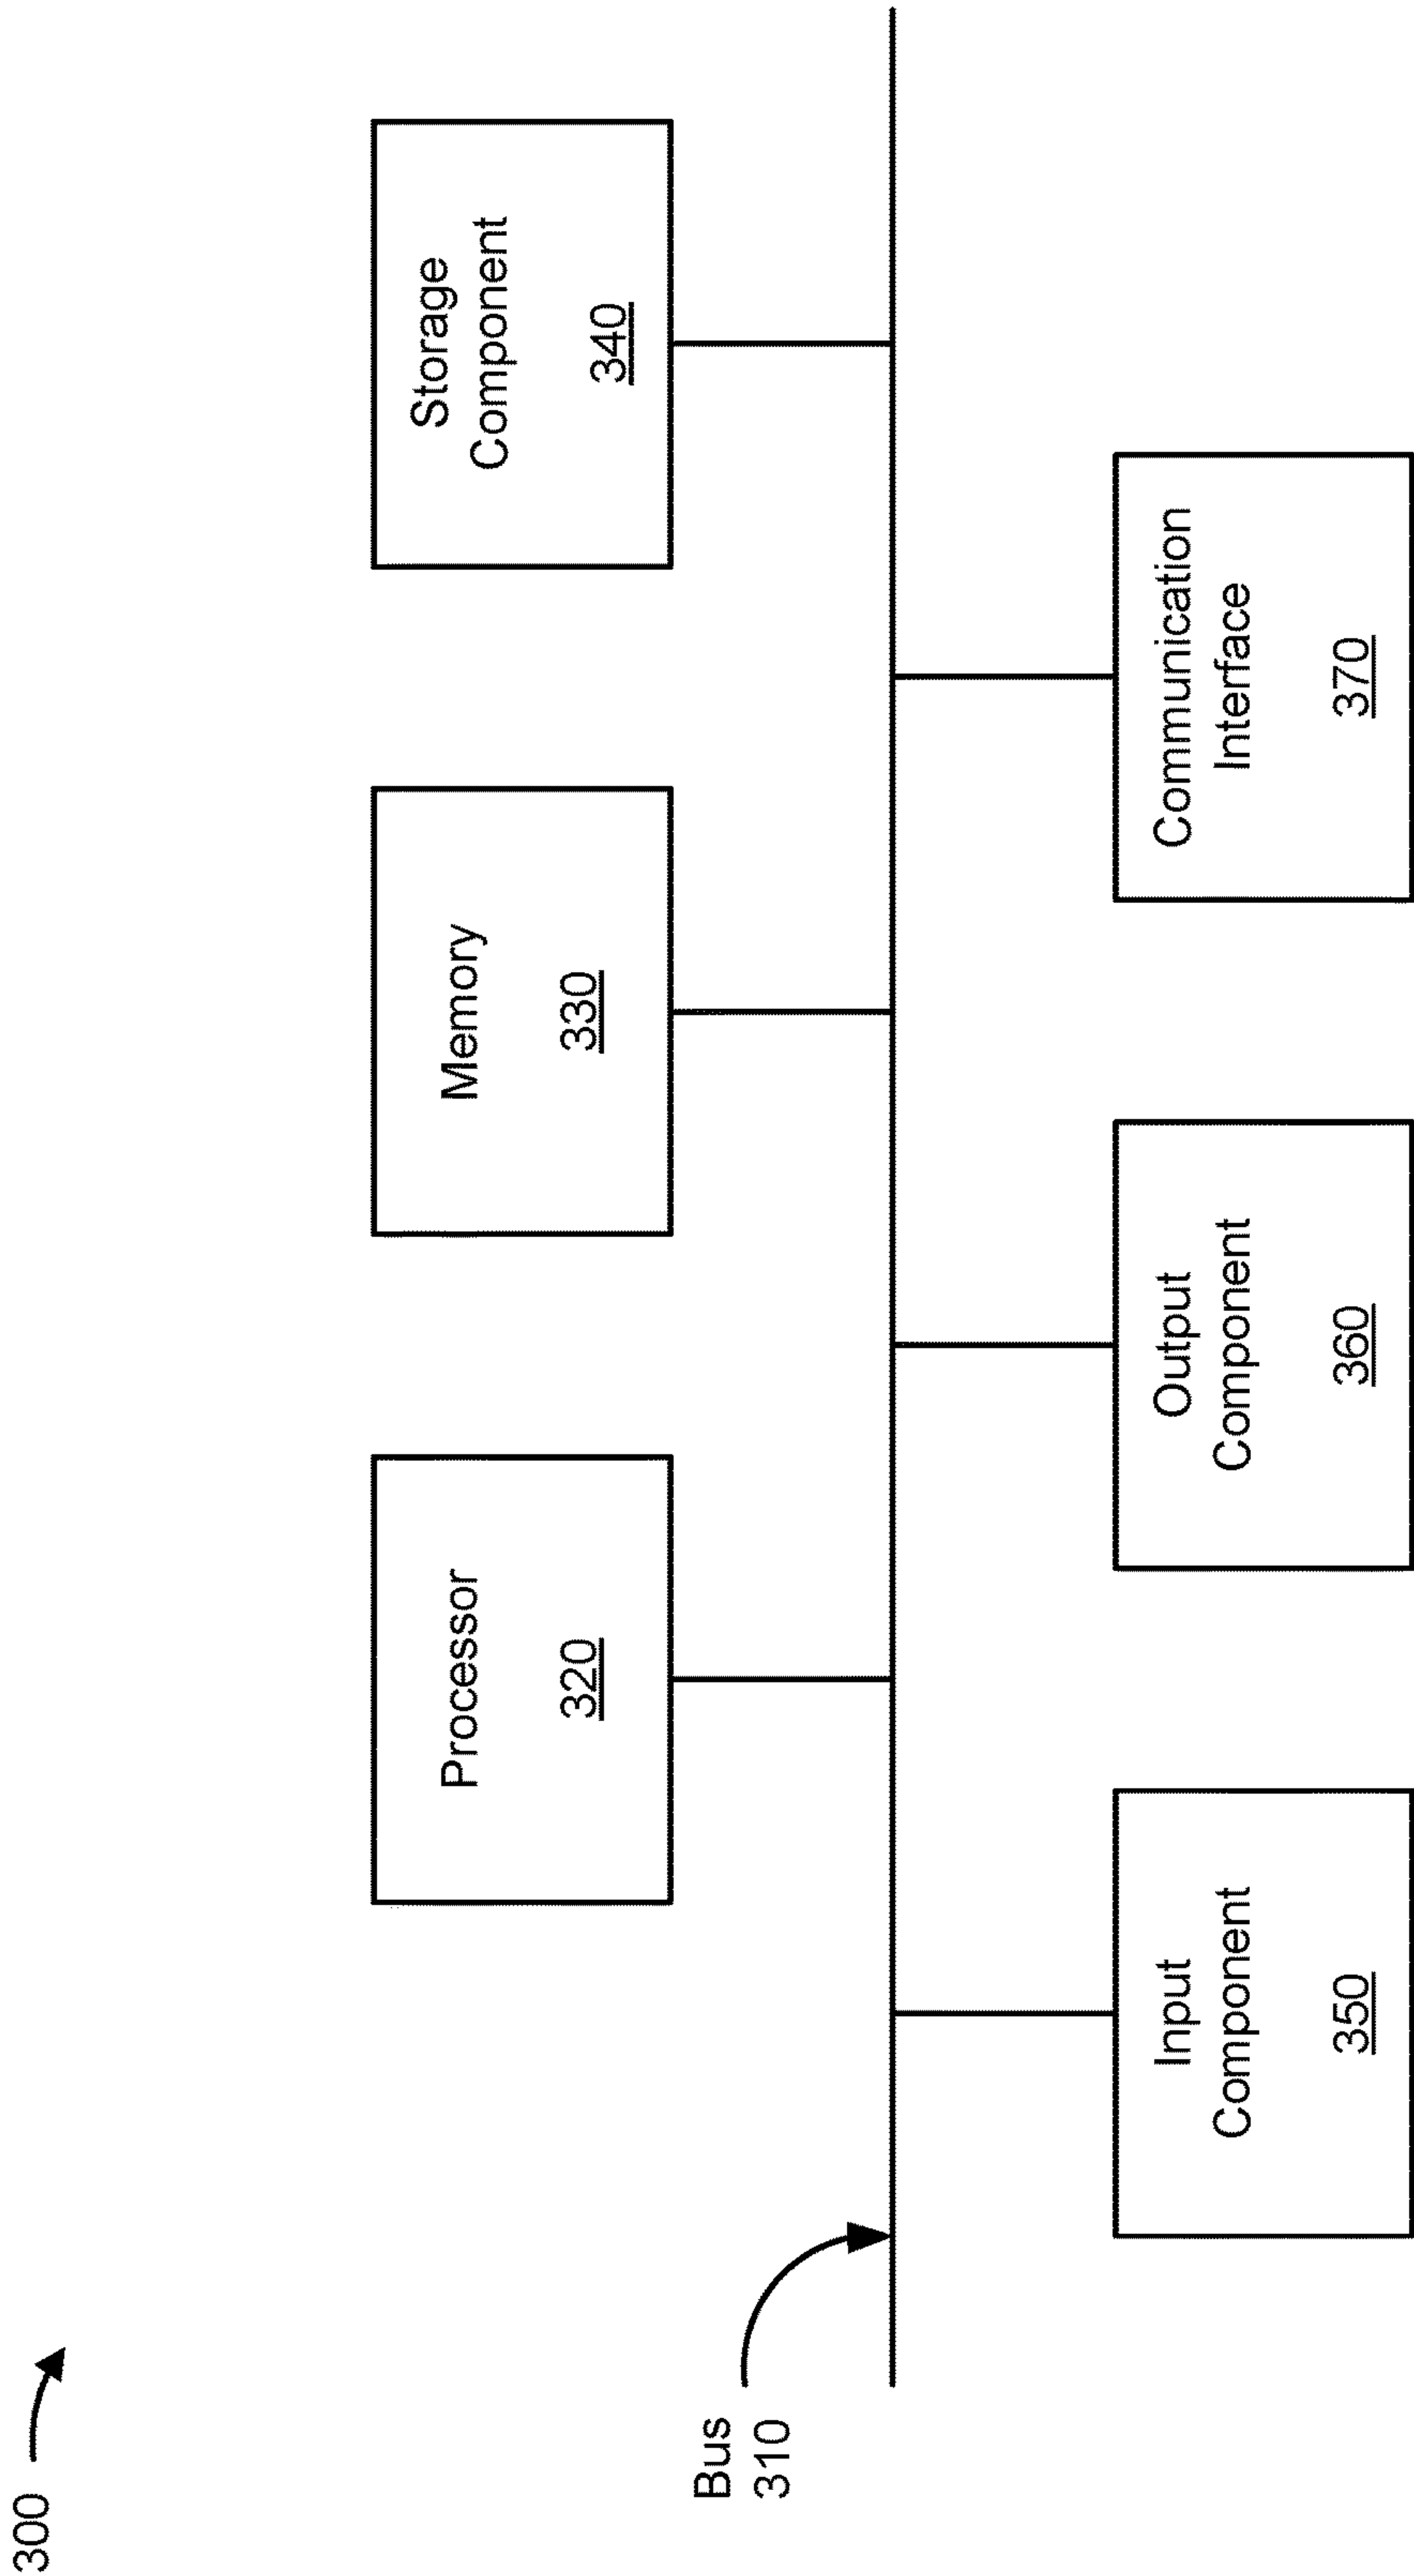 300
Bus
310
Processor
320
Memory
330
Storage
Component
340
Input
Component
350
Output
Component
360
Communication
Interface
370